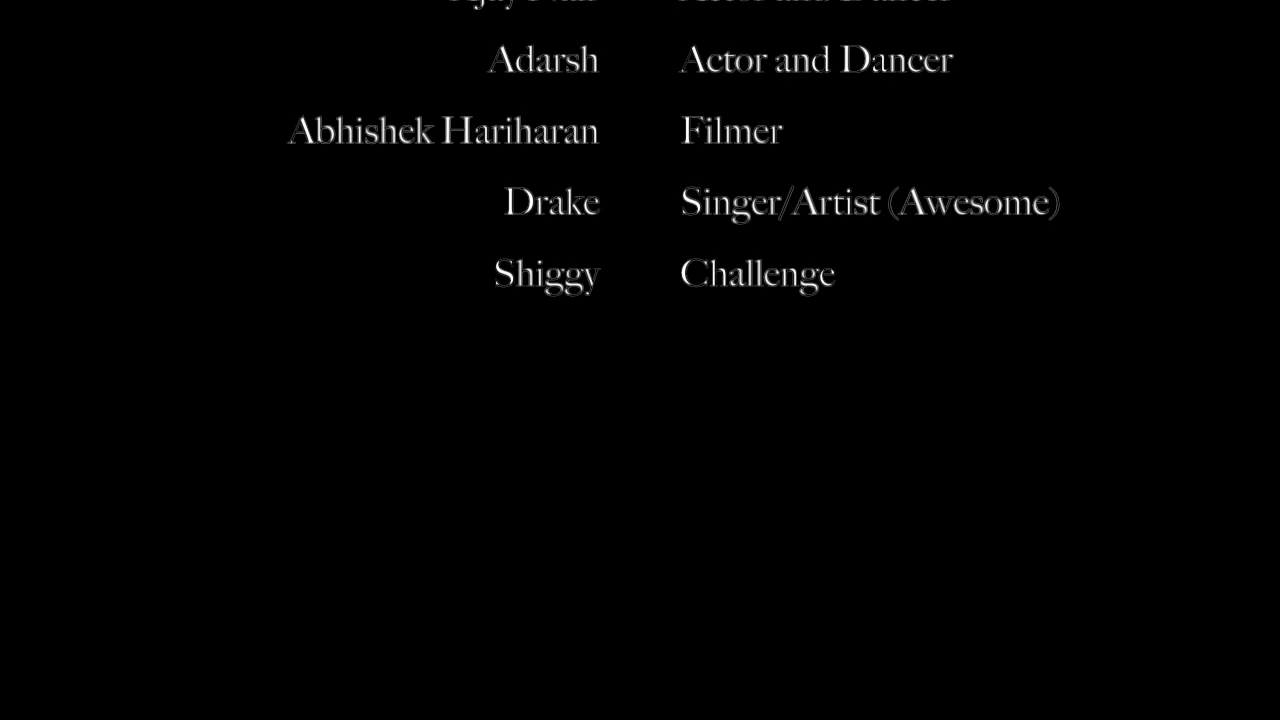 Adarsh Actor and Dancer
Abhishek Hariharan Filmer
Drake Singer/Artist (Awesome)
Shiggy Challenge